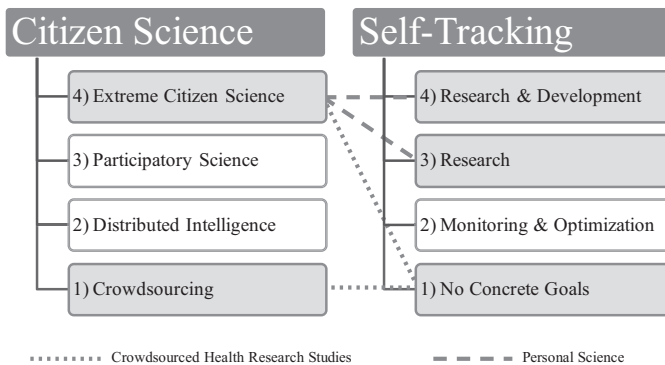 Citizen Science
4) Extreme Citizen Science
3) Participatory Science
2) Distributed Intelligence
1) Crowdsourcing
Self-Tracking
4) Research & Development
3) Research
2) Monitoring & Optimization
1) No Concrete Goals
Crowdsourced Health Research Studies
Personal Science